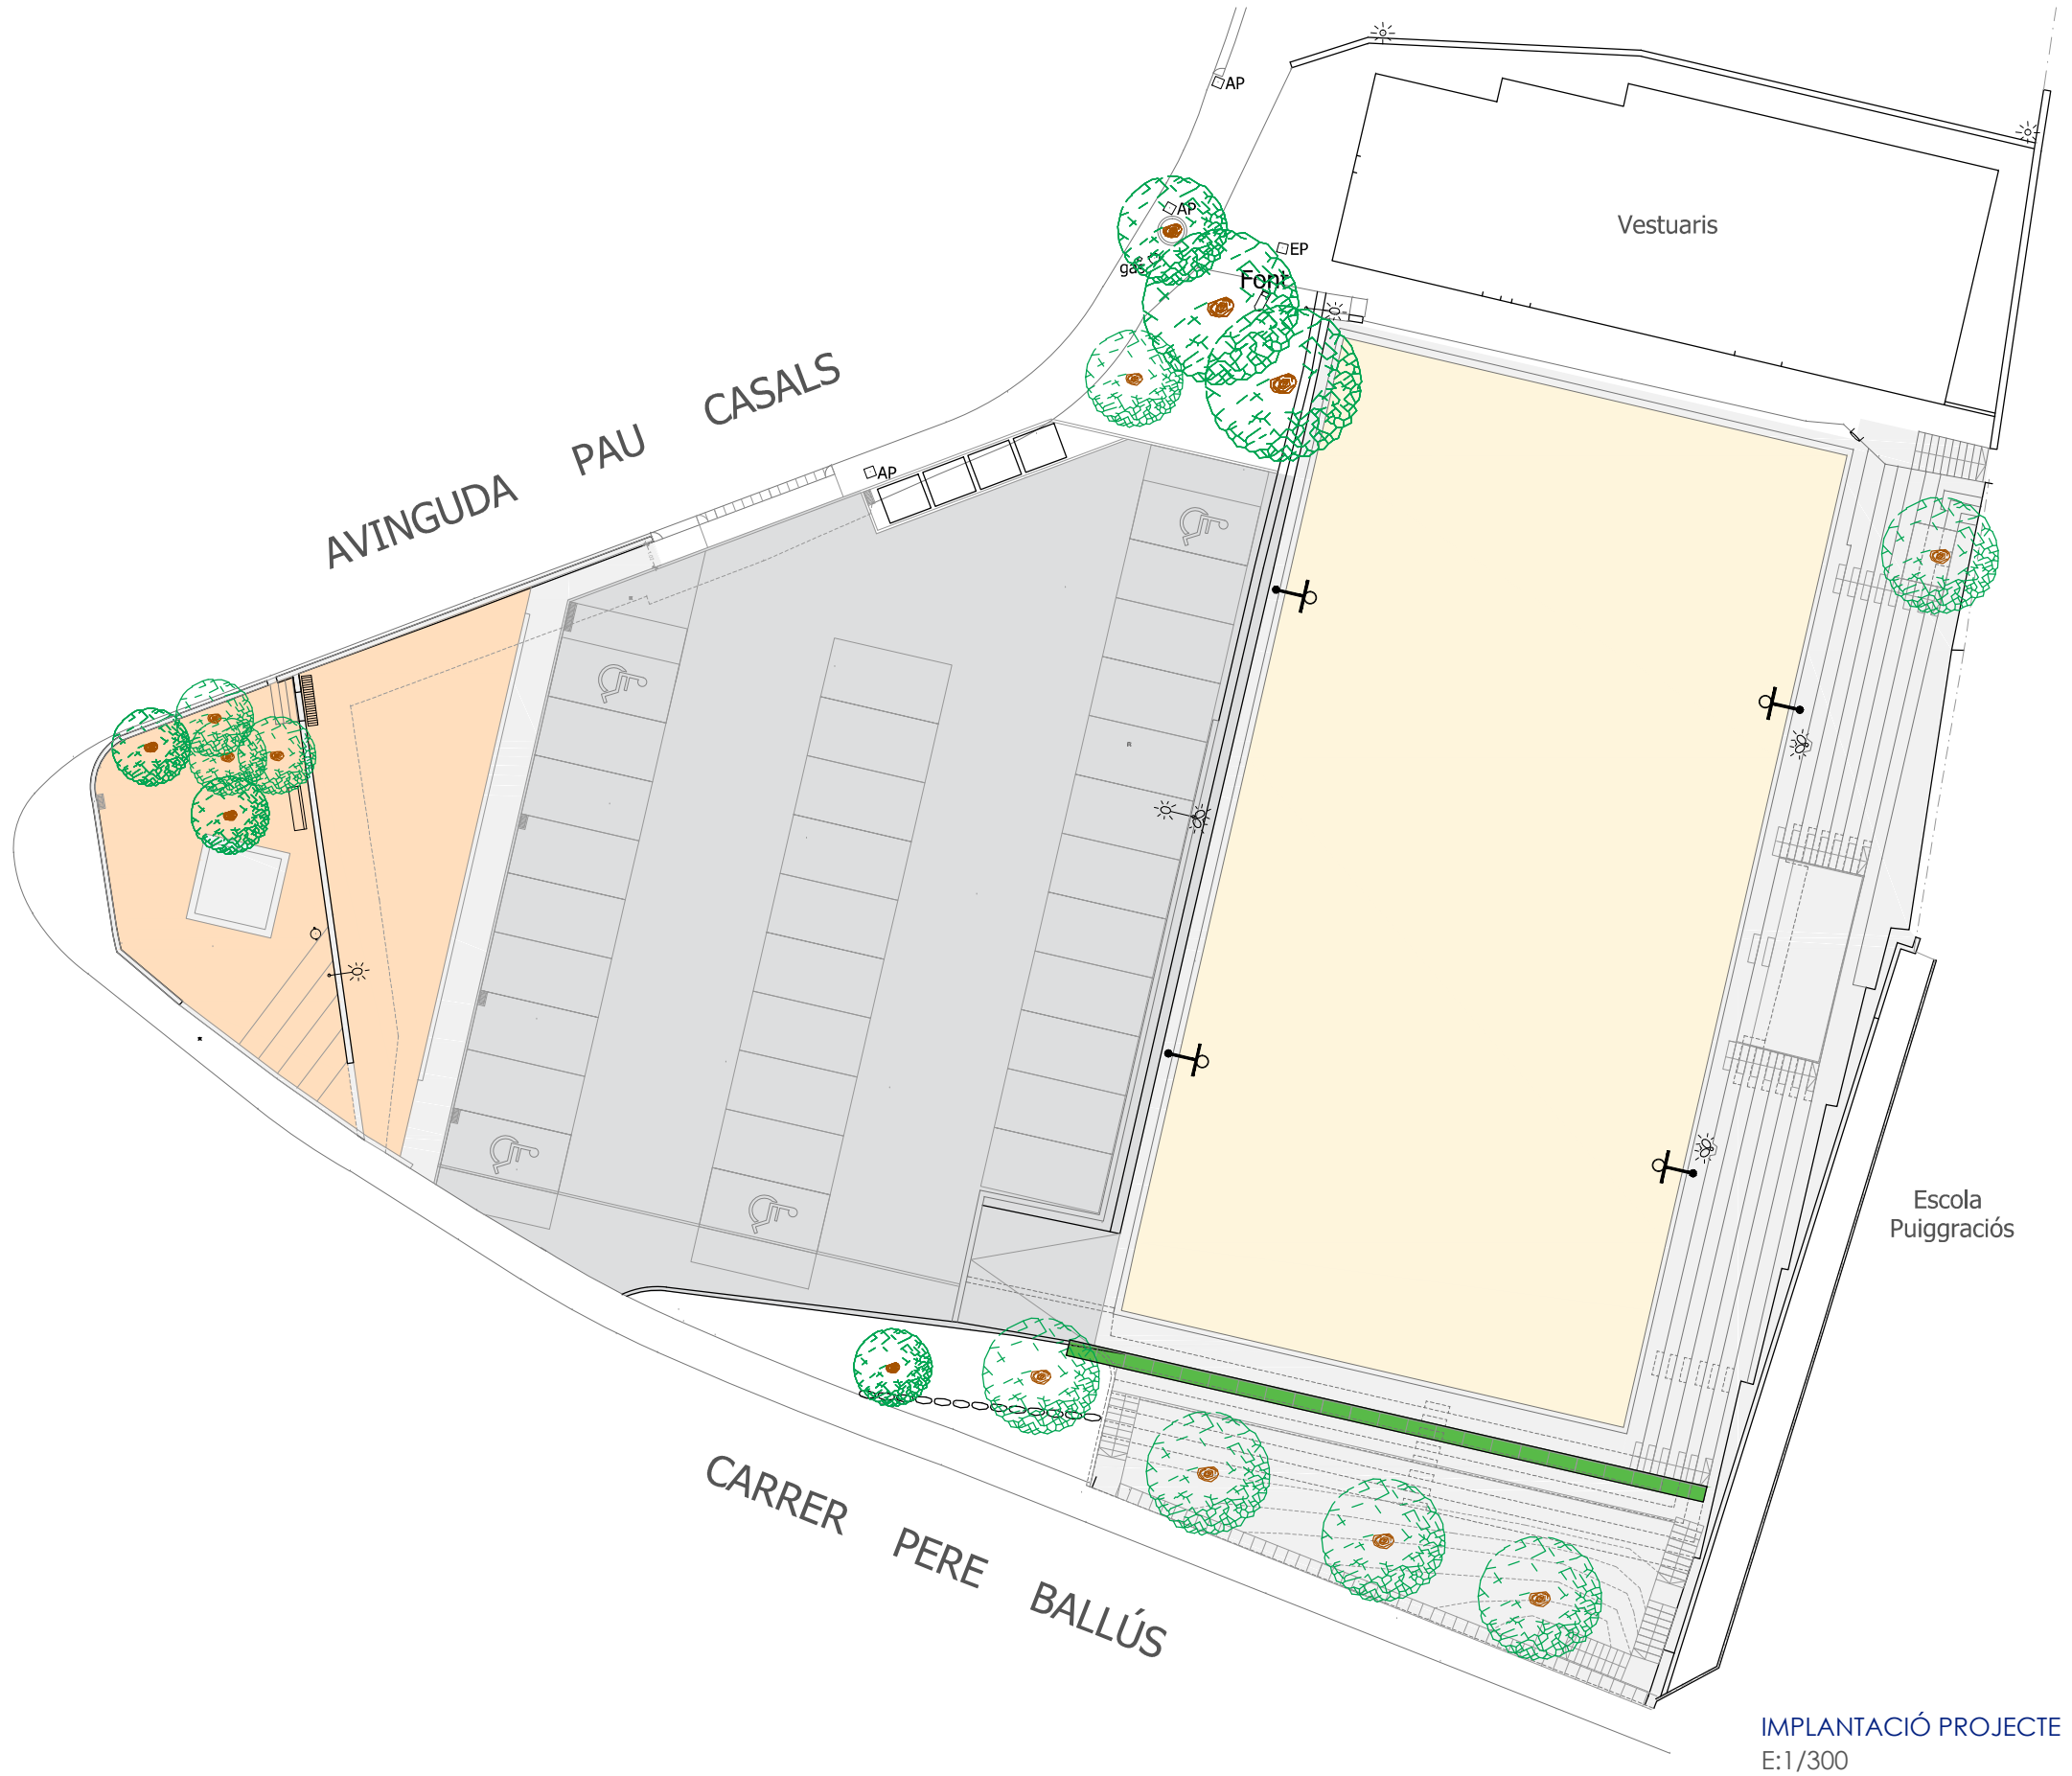 AP
AP
Vestuaris
EP
gas
Font
AVINGUDA PAU CASALS
AP
Escola
Puiggraciós
CARRER PERE BALLÚS
IMPLANTACIÓ PROJECTE
E:1/300